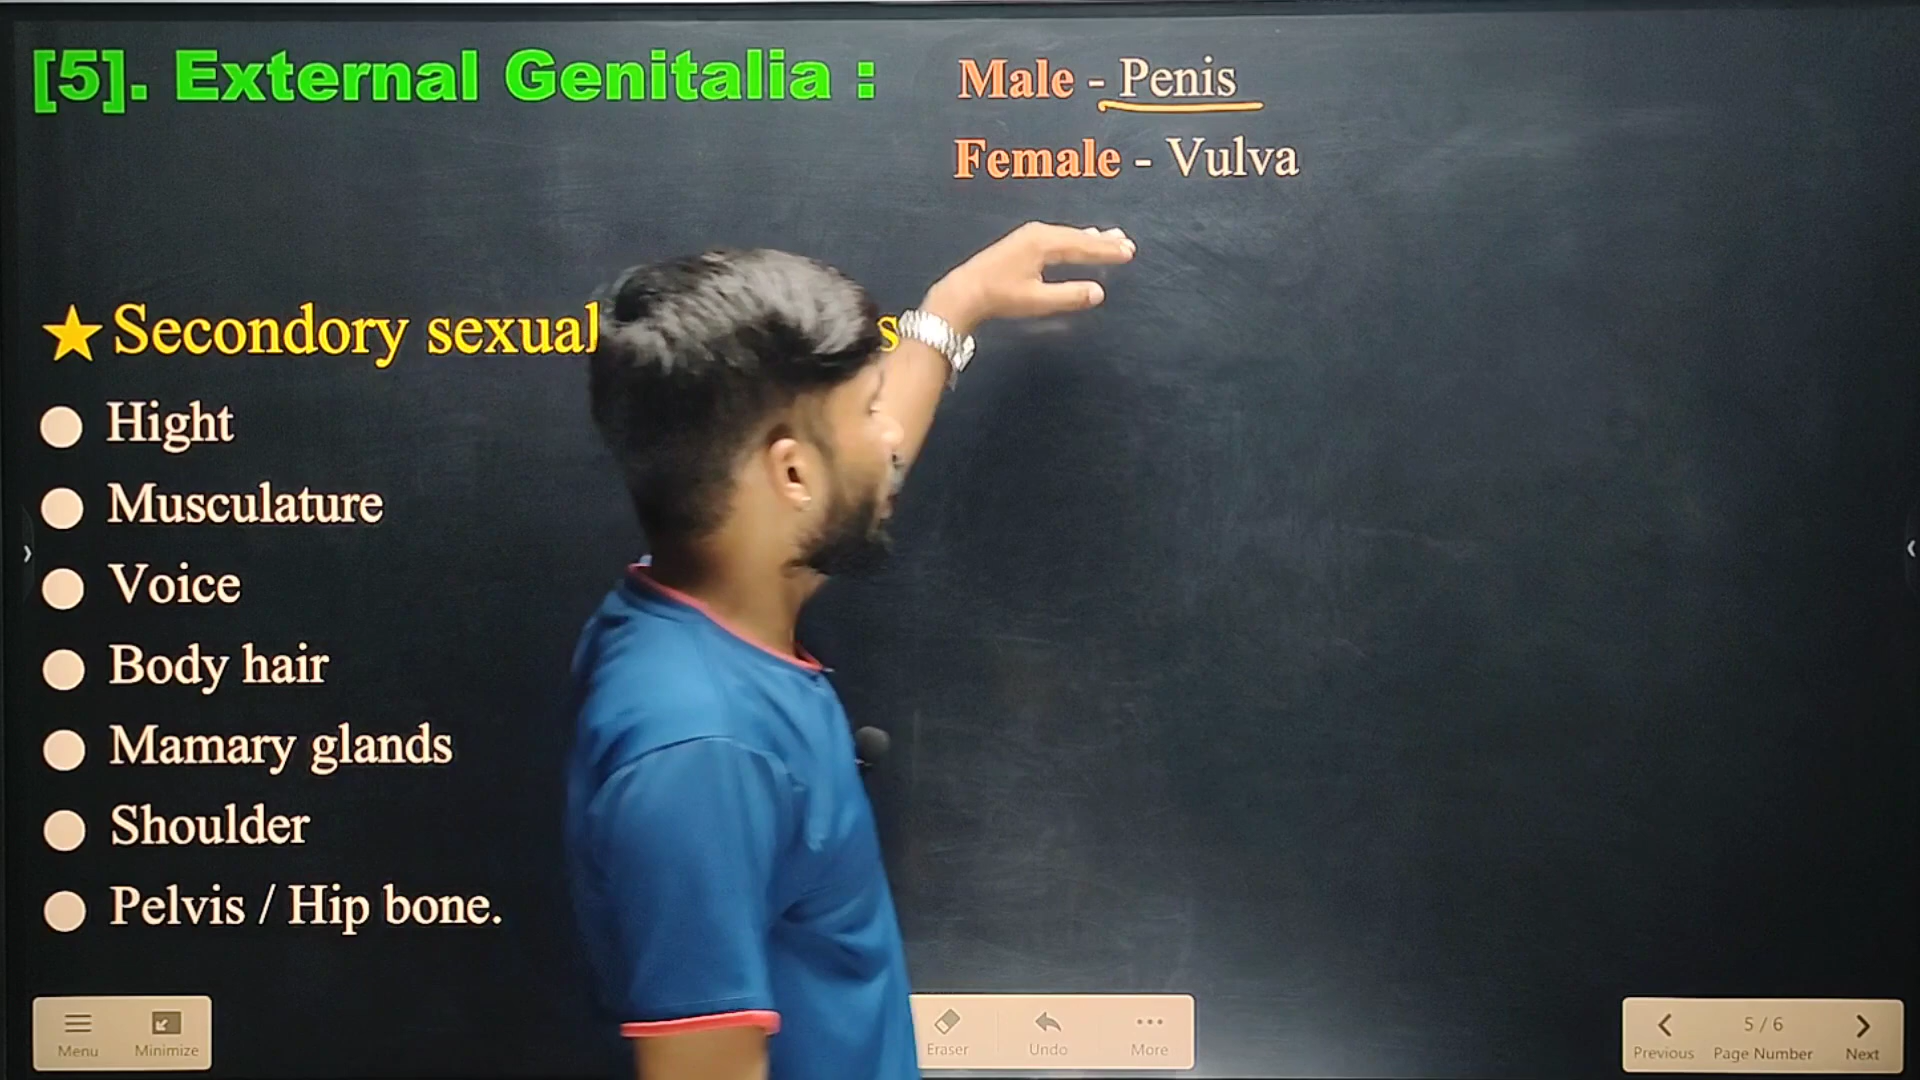 [5]. External Genitalia :
Male - Penis
Female - Vulva
★ Secondory sexual s
Hight
Musculature
Voice
Body hair
Mamary glands
Shoulder
Pelvis / Hip bone.
Menu
Minimize
Eraser
Undo
More
Previous
5 / 6
Page Number
Next